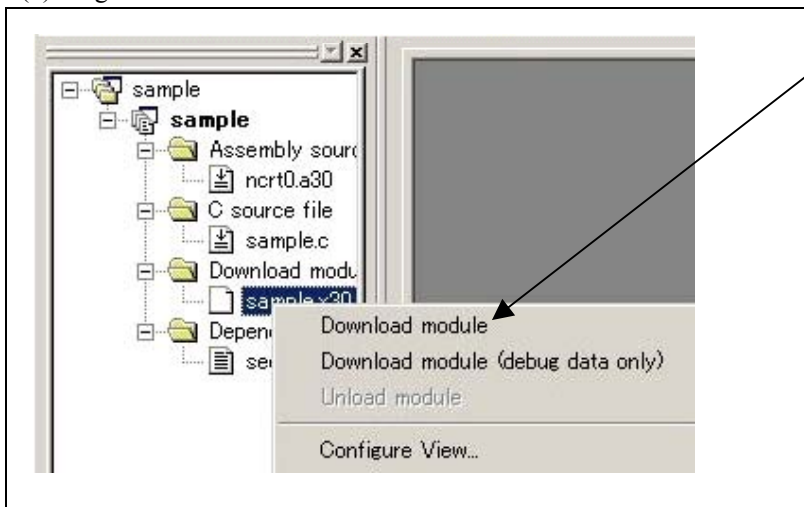 sample
sample
Assembly sourc
ncrt0.a30
C source file
sample.c
Download modu
sample.x30
Download module
Depen
Download module (debug data only)
se
Unload module
Configure View...